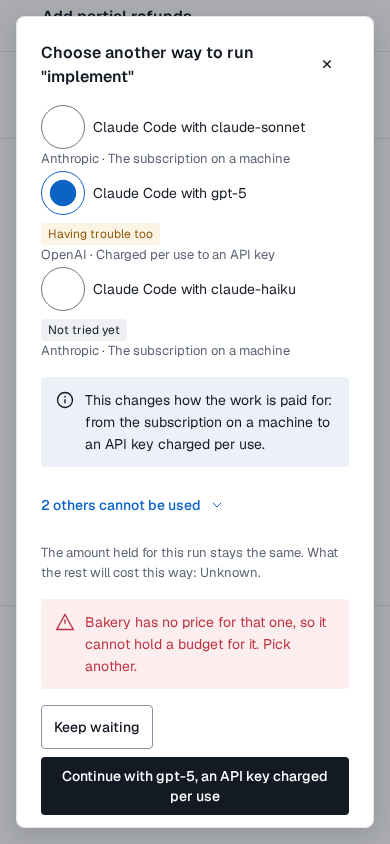 Add partial refunds
Choose another way to run
"implement"
Claude Code with claude-sonnet
Anthropic · The subscription on a machine
Claude Code with gpt-5
Having trouble too
OpenAI · Charged per use to an API key
Claude Code with claude-haiku
Not tried yet
Anthropic · The subscription on a machine
This changes how the work is paid for:
from the subscription on a machine to
an API key charged per use.
2 others cannot be used
The amount held for this run stays the same. What
the rest will cost this way: Unknown.
Bakery has no price for that one, so it
cannot hold a budget for it. Pick
another.
Keep waiting
Continue with gpt-5, an API key charged
per use